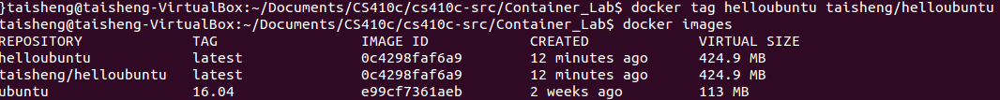 }taisheng@taisheng-VirtualBox:~/Documents/CS410c/cs410c-src/Container_Lab$ docker tag helloubuntu taisheng/helloubuntu
taisheng@taisheng-VirtualBox:~/Documents/CS410c/cs410c-src/Container_Lab$ docker images
REPOSITORY TAG IMAGE ID CREATED VIRTUAL SIZE
helloubuntu latest 0c4298faf6a9 12 minutes ago 424.9 MB
taisheng/helloubuntu latest 0c4298faf6a9 12 minutes ago 424.9 MB
ubuntu 16.04 e99cf7361aeb 2 weeks ago 113 MB